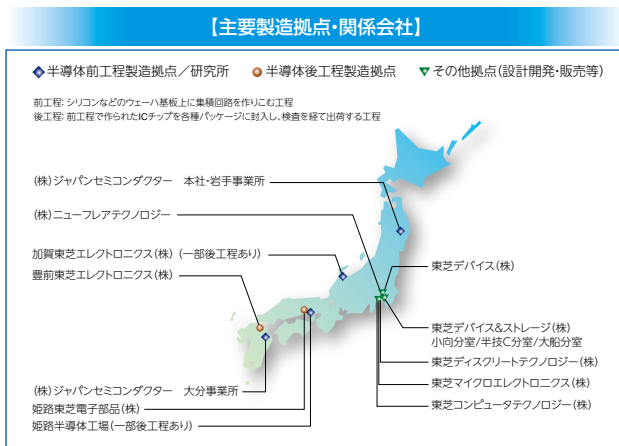 【主要製造拠点・関係会社】
半導体前工程製造拠点／研究所
半導体後工程製造拠点
その他拠点(設計開発・販売等)
前工程: シリコンなどのウェーハ基板上に集積回路を作りこむ工程
後工程: 前工程で作られたICチップを各種パッケージに封入し、検査を経て出荷する工程
(株)ジャパンセミコンダクター 本社・岩手事業所
(株)ニューフレアテクノロジー
加賀東芝エレクトロニクス(株) (一部後工程あり)
豊前東芝エレクトロニクス(株)
東芝デバイス(株)
東芝デバイス&ストレージ(株)
小向分室/半技C分室/大船分室
東芝ディスクリートテクノロジー(株)
東芝マイクロエレクトロニクス(株)
東芝コンピュータテクノロジー(株)
(株)ジャパンセミコンダクター 大分事業所
姫路東芝電子部品(株)
姫路半導体工場(一部後工程あり)